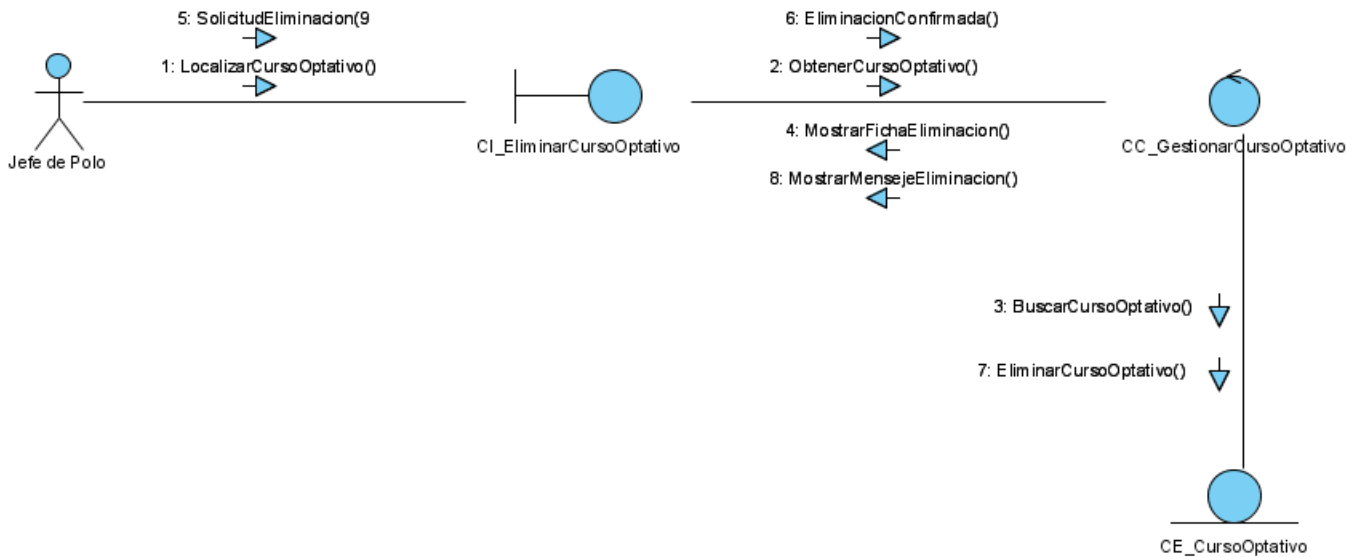 5: SolicitudEliminacion(9
6: EliminacionConfirmada()
1: LocalizarCursoOptativo()
2: ObtenerCursoOptativo()
4: MostrarFichaEliminacion()
CI_EliminarCursoOptativo
CC_GestionarCursoOptativo
Jefe de Polo
8: MostrarMensejeEliminacion()
3: BuscarCursoOptativo()
7: EliminarCursoOptativo()
CE_CursoOptativo